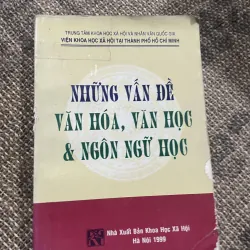 TRUNG TÂM KHOA HỌC XÃ HỘI VÀ NHÂN VĂN QUỐC GIA
VIỆN KHOA HỌC XÃ HỘI TẠI THÀNH PHỐ HỒ CHÍ MINH
NHỮNG VẤN ĐỀ
VĂN HÓA, VĂN HỌC
& NGÔN NGỮ HỌC
Nhà Xuất Bản Khoa Học Xã Hội
Hà Nội 1999